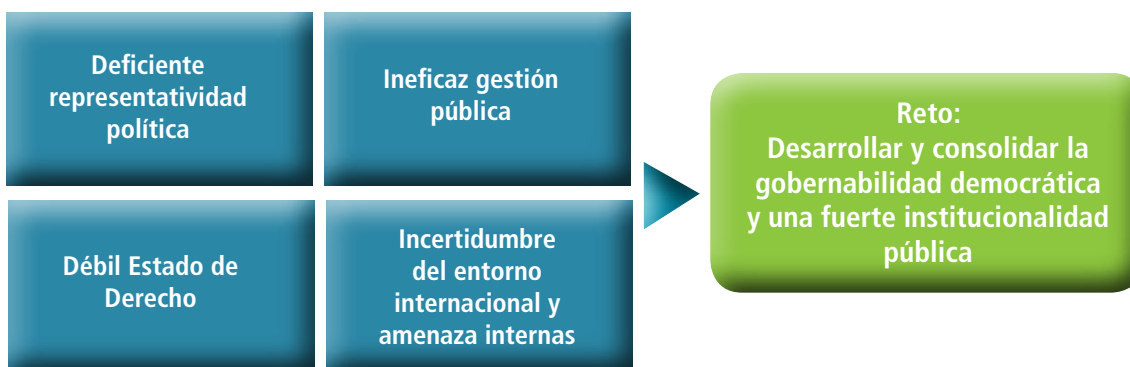 Deficiente
representatividad
política
Ineficaz gestión
pública
Débil Estado de
Derecho
Incertidumbre
del entorno
internacional y
amenaza internas
Reto:
Desarrollar y consolidar la
gobernabilidad democrática
y una fuerte institucionalidad
pública